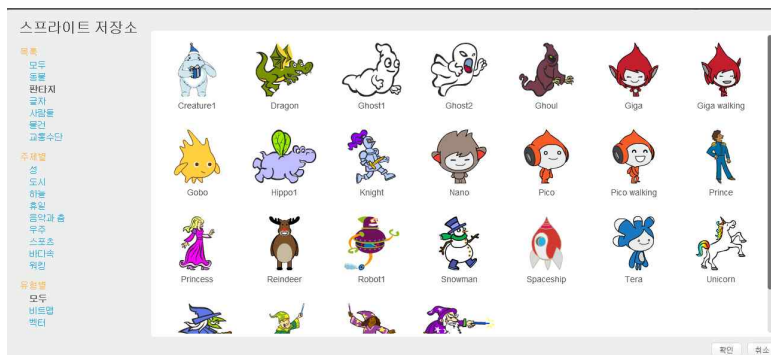 스프라이트 저장소
목록
모두
동물
판타지
글자
사람들
물건
교통수단
주제별
성
도시
하늘
휴일
음악과 춤
우주
스포츠
바다속
워킹
유형별
모두
비트맵
벡터
Creature1 Dragon Ghost1 Ghost2 Ghoul Giga Giga walking
Gobo Hippo1 Knight Nano Pico Pico walking Prince
Princess Reindeer Robot1 Snowman Spaceship Tera Unicorn
확인 취소